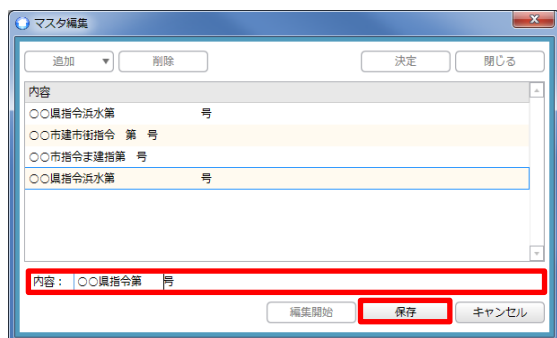 マスタ編集
追加 ▼ 削除 決定 閉じる
内容
○○県指令浜水第　　　　　　号
○○市建市街指令　第　号
○○市指令ま建指第　号
○○県指令浜水第　　　　　　号
内容： ○○県指令第　号
編集開始 保存 キャンセル